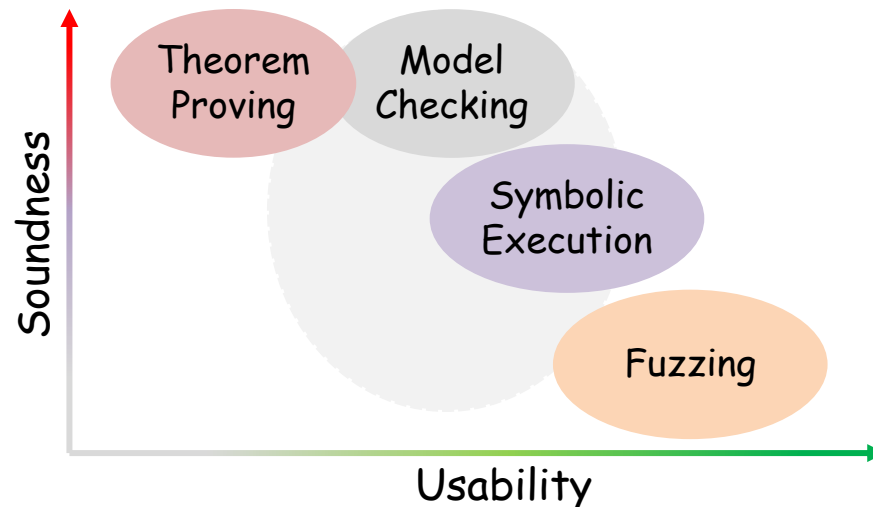 Theorem
Proving
Model
Checking
Symbolic
Execution
Fuzzing
Soundness
Usability